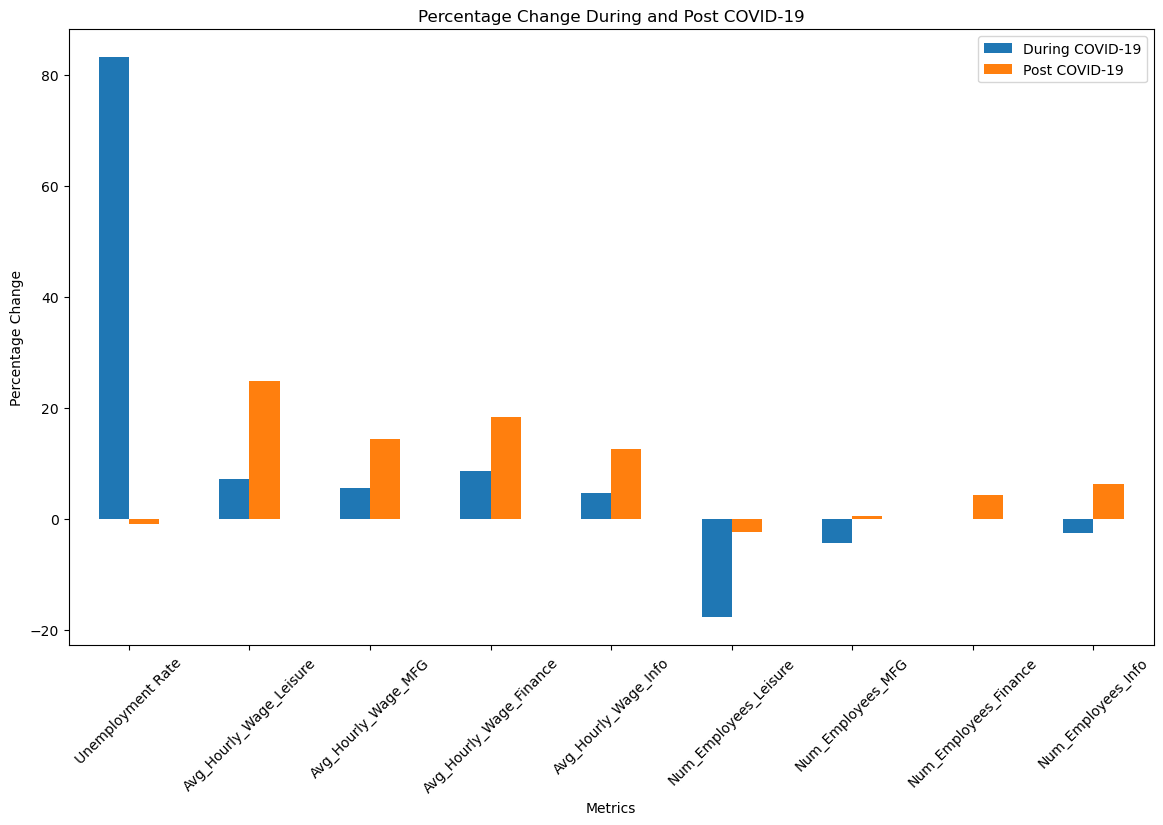 Percentage Change During and Post COVID-19
During COVID-19
Post COVID-19
Percentage Change
80
60
40
20
0
−20
Unemployment Rate
Avg_Hourly_Wage_Leisure
Avg_Hourly_Wage_MFG
Avg_Hourly_Wage_Finance
Avg_Hourly_Wage_Info
Num_Employees_Leisure
Num_Employees_MFG
Num_Employees_Finance
Num_Employees_Info
Metrics